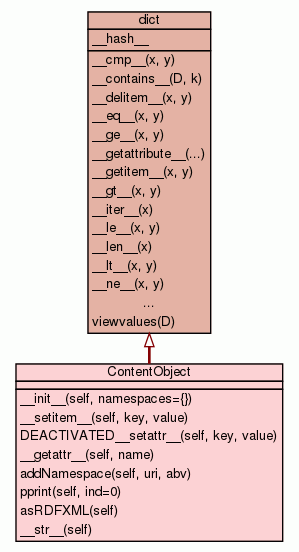 dict
__hash__
__cmp__(x, y)
__contains__(D, k)
__delitem__(x, y)
__eq__(x, y)
__ge__(x, y)
__getattribute__(...)
__getitem__(x, y)
__gt__(x, y)
__iter__(x)
__le__(x, y)
__len__(x)
__lt__(x, y)
__ne__(x, y)
...
viewvalues(D)
ContentObject
__init__(self, namespaces={})
__setitem__(self, key, value)
DEACTIVATED__setattr__(self, key, value)
__getattr__(self, name)
addNamespace(self, uri, abv)
pprint(self, ind=0)
asRDFXML(self)
__str__(self)